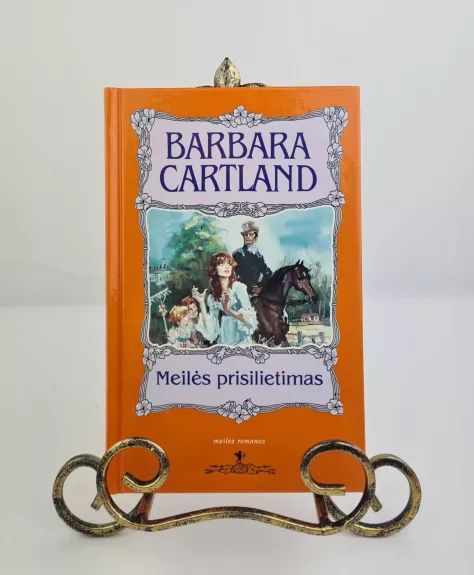 BARBARA
CARTLAND
Meilės prisilietimas
meilės romanas